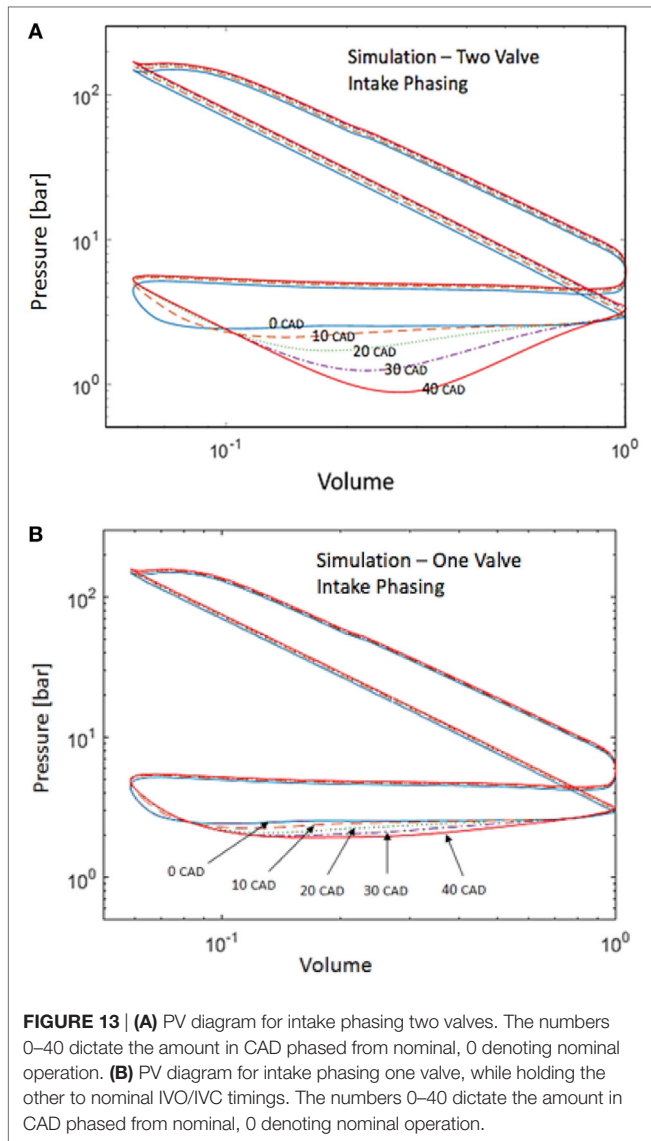 A
Simulation – Two Valve
Intake Phasing
Pressure [bar]
10²
10¹
10⁰
0 CAD
10 CAD
20 CAD
30 CAD
40 CAD
10⁻¹
10⁰
Volume
B
Simulation – One Valve
Intake Phasing
Pressure [bar]
10²
10¹
10⁰
0 CAD
10 CAD
20 CAD
30 CAD
40 CAD
10⁻¹
10⁰
Volume
FIGURE 13 | (A) PV diagram for intake phasing two valves. The numbers
0–40 dictate the amount in CAD phased from nominal, 0 denoting nominal
operation. (B) PV diagram for intake phasing one valve, while holding the
other to nominal IVO/IVC timings. The numbers 0–40 dictate the amount in
CAD phased from nominal, 0 denoting nominal operation.